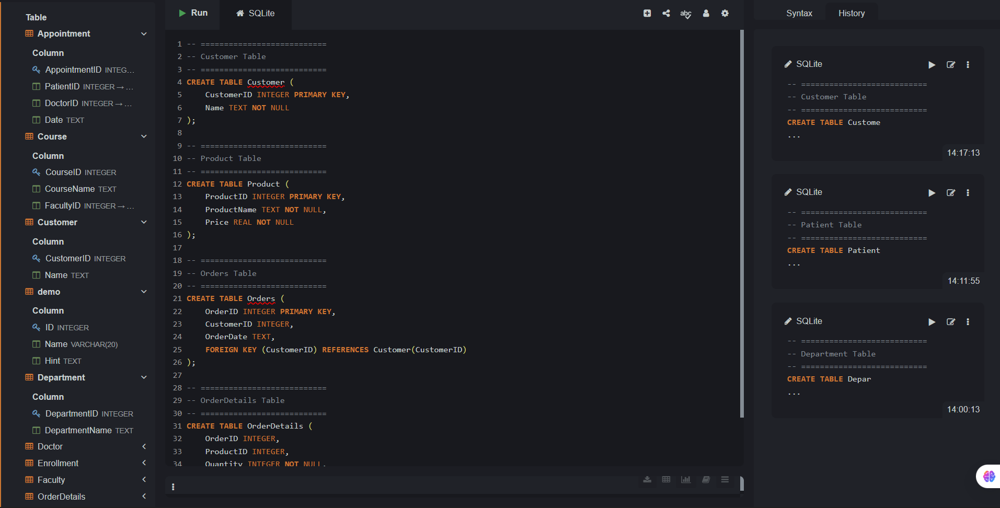 Table
Appointment
Column
AppointmentID INTEG...
PatientID INTEGER→...
DoctorID INTEGER→...
Date TEXT
Course
Column
CourseID INTEGER
CourseName TEXT
FacultyID INTEGER→...
Customer
Column
CustomerID INTEGER
Name TEXT
demo
Column
ID INTEGER
Name VARCHAR(20)
Hint TEXT
Department
Column
DepartmentID INTEGER
DepartmentName TEXT
Doctor
Enrollment
Faculty
OrderDetails
Run
SQLite
abc
1 -- ===========================
2 -- Customer Table
3 -- ===========================
4 CREATE TABLE Customer (
5     CustomerID INTEGER PRIMARY KEY,
6     Name TEXT NOT NULL
7 );
8
9 -- ===========================
10 -- Product Table
11 -- ===========================
12 CREATE TABLE Product (
13     ProductID INTEGER PRIMARY KEY,
14     ProductName TEXT NOT NULL,
15     Price REAL NOT NULL
16 );
17
18 -- ===========================
19 -- Orders Table
20 -- ===========================
21 CREATE TABLE Orders (
22     OrderID INTEGER PRIMARY KEY,
23     CustomerID INTEGER,
24     OrderDate TEXT,
25     FOREIGN KEY (CustomerID) REFERENCES Customer(CustomerID)
26 );
27
28 -- ===========================
29 -- OrderDetails Table
30 -- ===========================
31 CREATE TABLE OrderDetails (
32     OrderID INTEGER,
33     ProductID INTEGER,
34     Quantity INTEGER NOT NULL,
Syntax
History
SQLite
-- ===========================
-- Customer Table
-- ===========================
CREATE TABLE Custome
...
14:17:13
SQLite
-- ===========================
-- Patient Table
-- ===========================
CREATE TABLE Patient
...
14:11:55
SQLite
-- ===========================
-- Department Table
-- ===========================
CREATE TABLE Depar
...
14:00:13